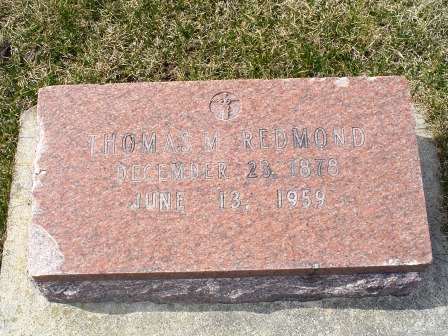 THOMAS M. REDMOND
DECEMBER 23, 1878
JUNE 13, 1959